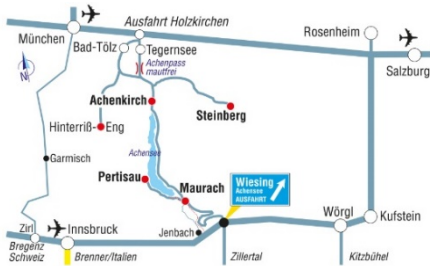 Ausfahrt Holzkirchen
München
Rosenheim
Bad-Tölz
Tegernsee
Achenpass
mautfrei
Salzburg
N
Achenkirch
Steinberg
Hinterriß-
Eng
Achensee
Garmisch
Pertisau
Maurach
Wiesing
Achensee
AUSFAHRT
Wörgl
Kufstein
Zirl
Innsbruck
Jenbach
Bregenz
Schweiz
Brenner/Italien
Zillertal
Kitzbühel